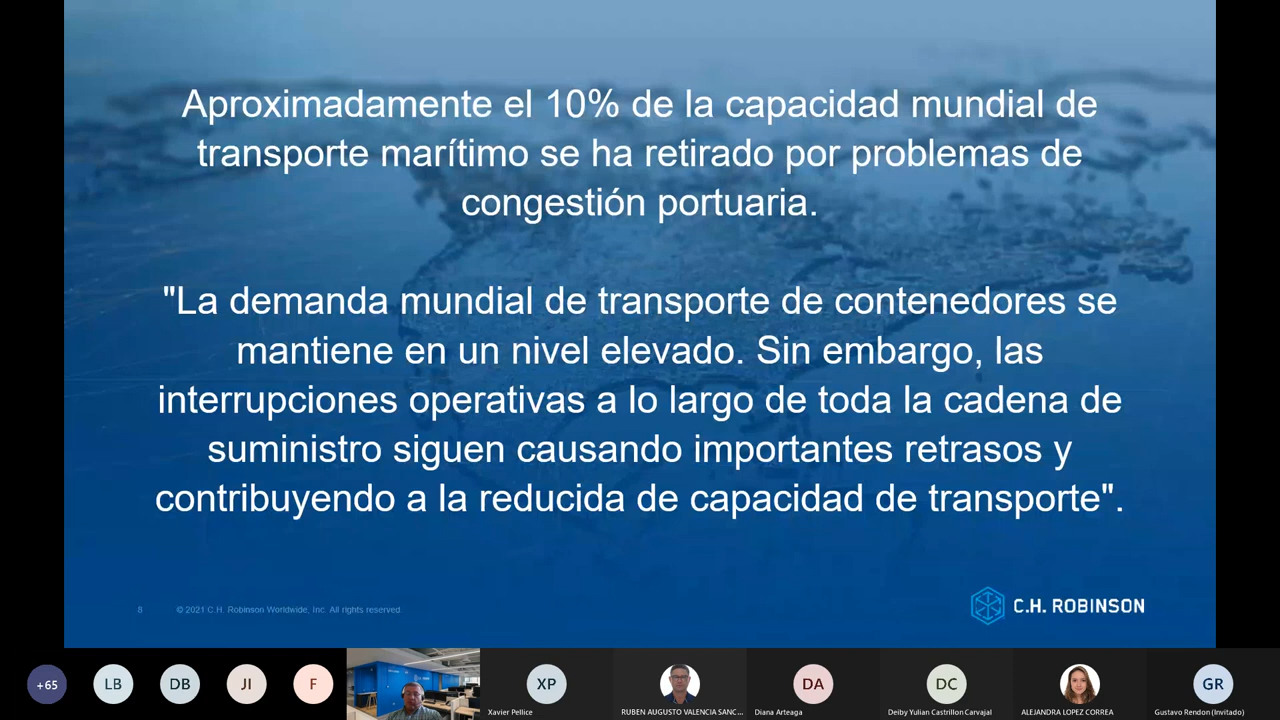 Aproximadamente el 10% de la capacidad mundial de
transporte marítimo se ha retirado por problemas de
congestión portuaria.
"La demanda mundial de transporte de contenedores se
mantiene en un nivel elevado. Sin embargo, las
interrupciones operativas a lo largo de toda la cadena de
suministro siguen causando importantes retrasos y
contribuyendo a la reducida de capacidad de transporte".
8 © 2021 C.H. Robinson Worldwide, Inc. All rights reserved.
C.H. ROBINSON
+65 LB DB JI F XP DA DC GR
Xavier Pellice RUBEN AUGUSTO VALENCIA SANC... Diana Arteaga Deiby Yulian Castrillon Carvajal ALEJANDRA LOPEZ CORREA Gustavo Rendon (Invitado)